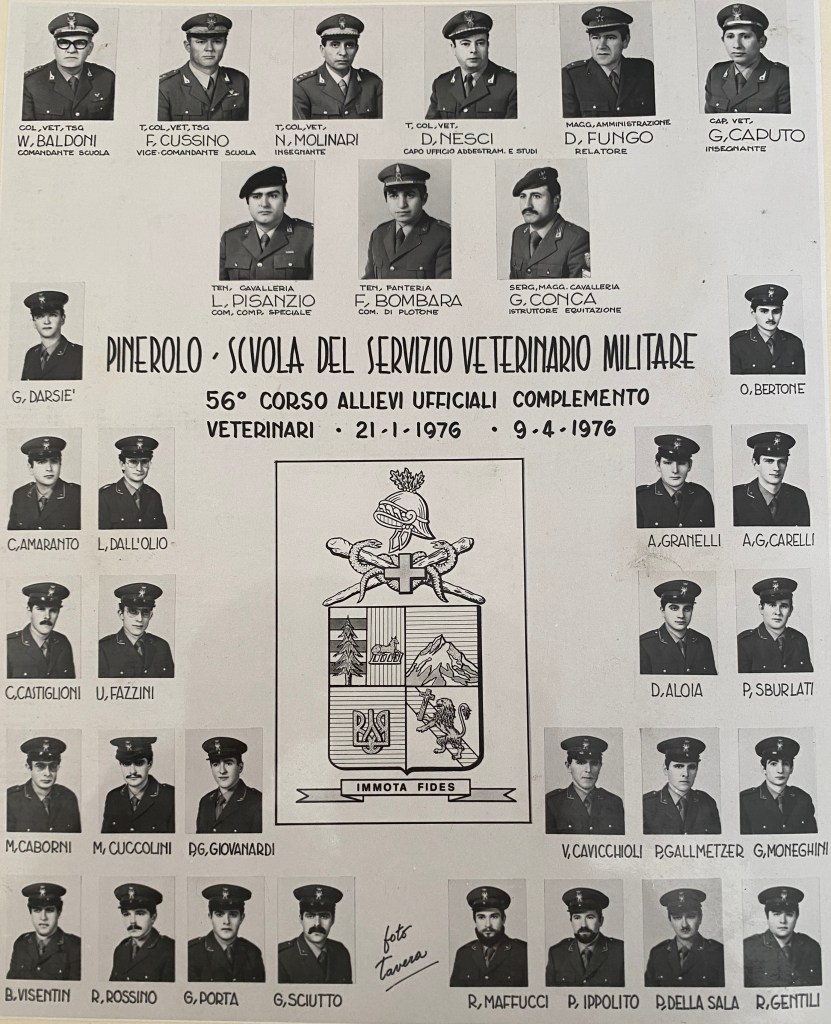 COL, VET, TSG
W, BALDONI
COMANDANTE SCUOLA
T, COL, VET, TSG
F, CUSSINO
VICE-COMANDANTE SCUOLA
T, COL, VET,
N, MOLINARI
INSEGNANTE
T, COL, VET,
D, NESCI
CAPO UFFICIO ADDESTRAM. E STUDI
MAGG, AMMINISTRAZIONE
D, FUNGO
RELATORE
CAP, VET,
G, CAPUTO
INSEGNANTE
TEN, CAVALLERIA
L, PISANZIO
COM, COMP, SPECIALE
TEN, FANTERIA
F, BOMBARA
COM. DI PLOTONE
SERG, MAGG. CAVALLERIA
G, CONCA
ISTRUTTORE EQUITAZIONE
G, DARSIE'
O, BERTONE
PINEROLO - SCVOLA DEL SERVIZIO VETERINARIO MILITARE
56° CORSO ALLIEVI UFFICIALI COMPLEMENTO
VETERINARI • 21-1-1976 • 9-4-1976
C, AMARANTO
L, DALL'OLIO
A, GRANELLI
A, G, CARELLI
C, CASTIGLIONI
U, FAZZINI
D, ALOIA
P, SBURLATI
IMMOTA FIDES
M, CABORNI
M, CUCCOLINI
P, G, GIOVANARDI
V, CAVICCHIOLI
P, GALLMETZER
G, MONEGHINI
B, VISENTIN
R, ROSSINO
G, PORTA
G, SCIUTTO
foto
Tavera
R, MAFFUCCI
P, IPPOLITO
P, DELLA SALA
R, GENTILI